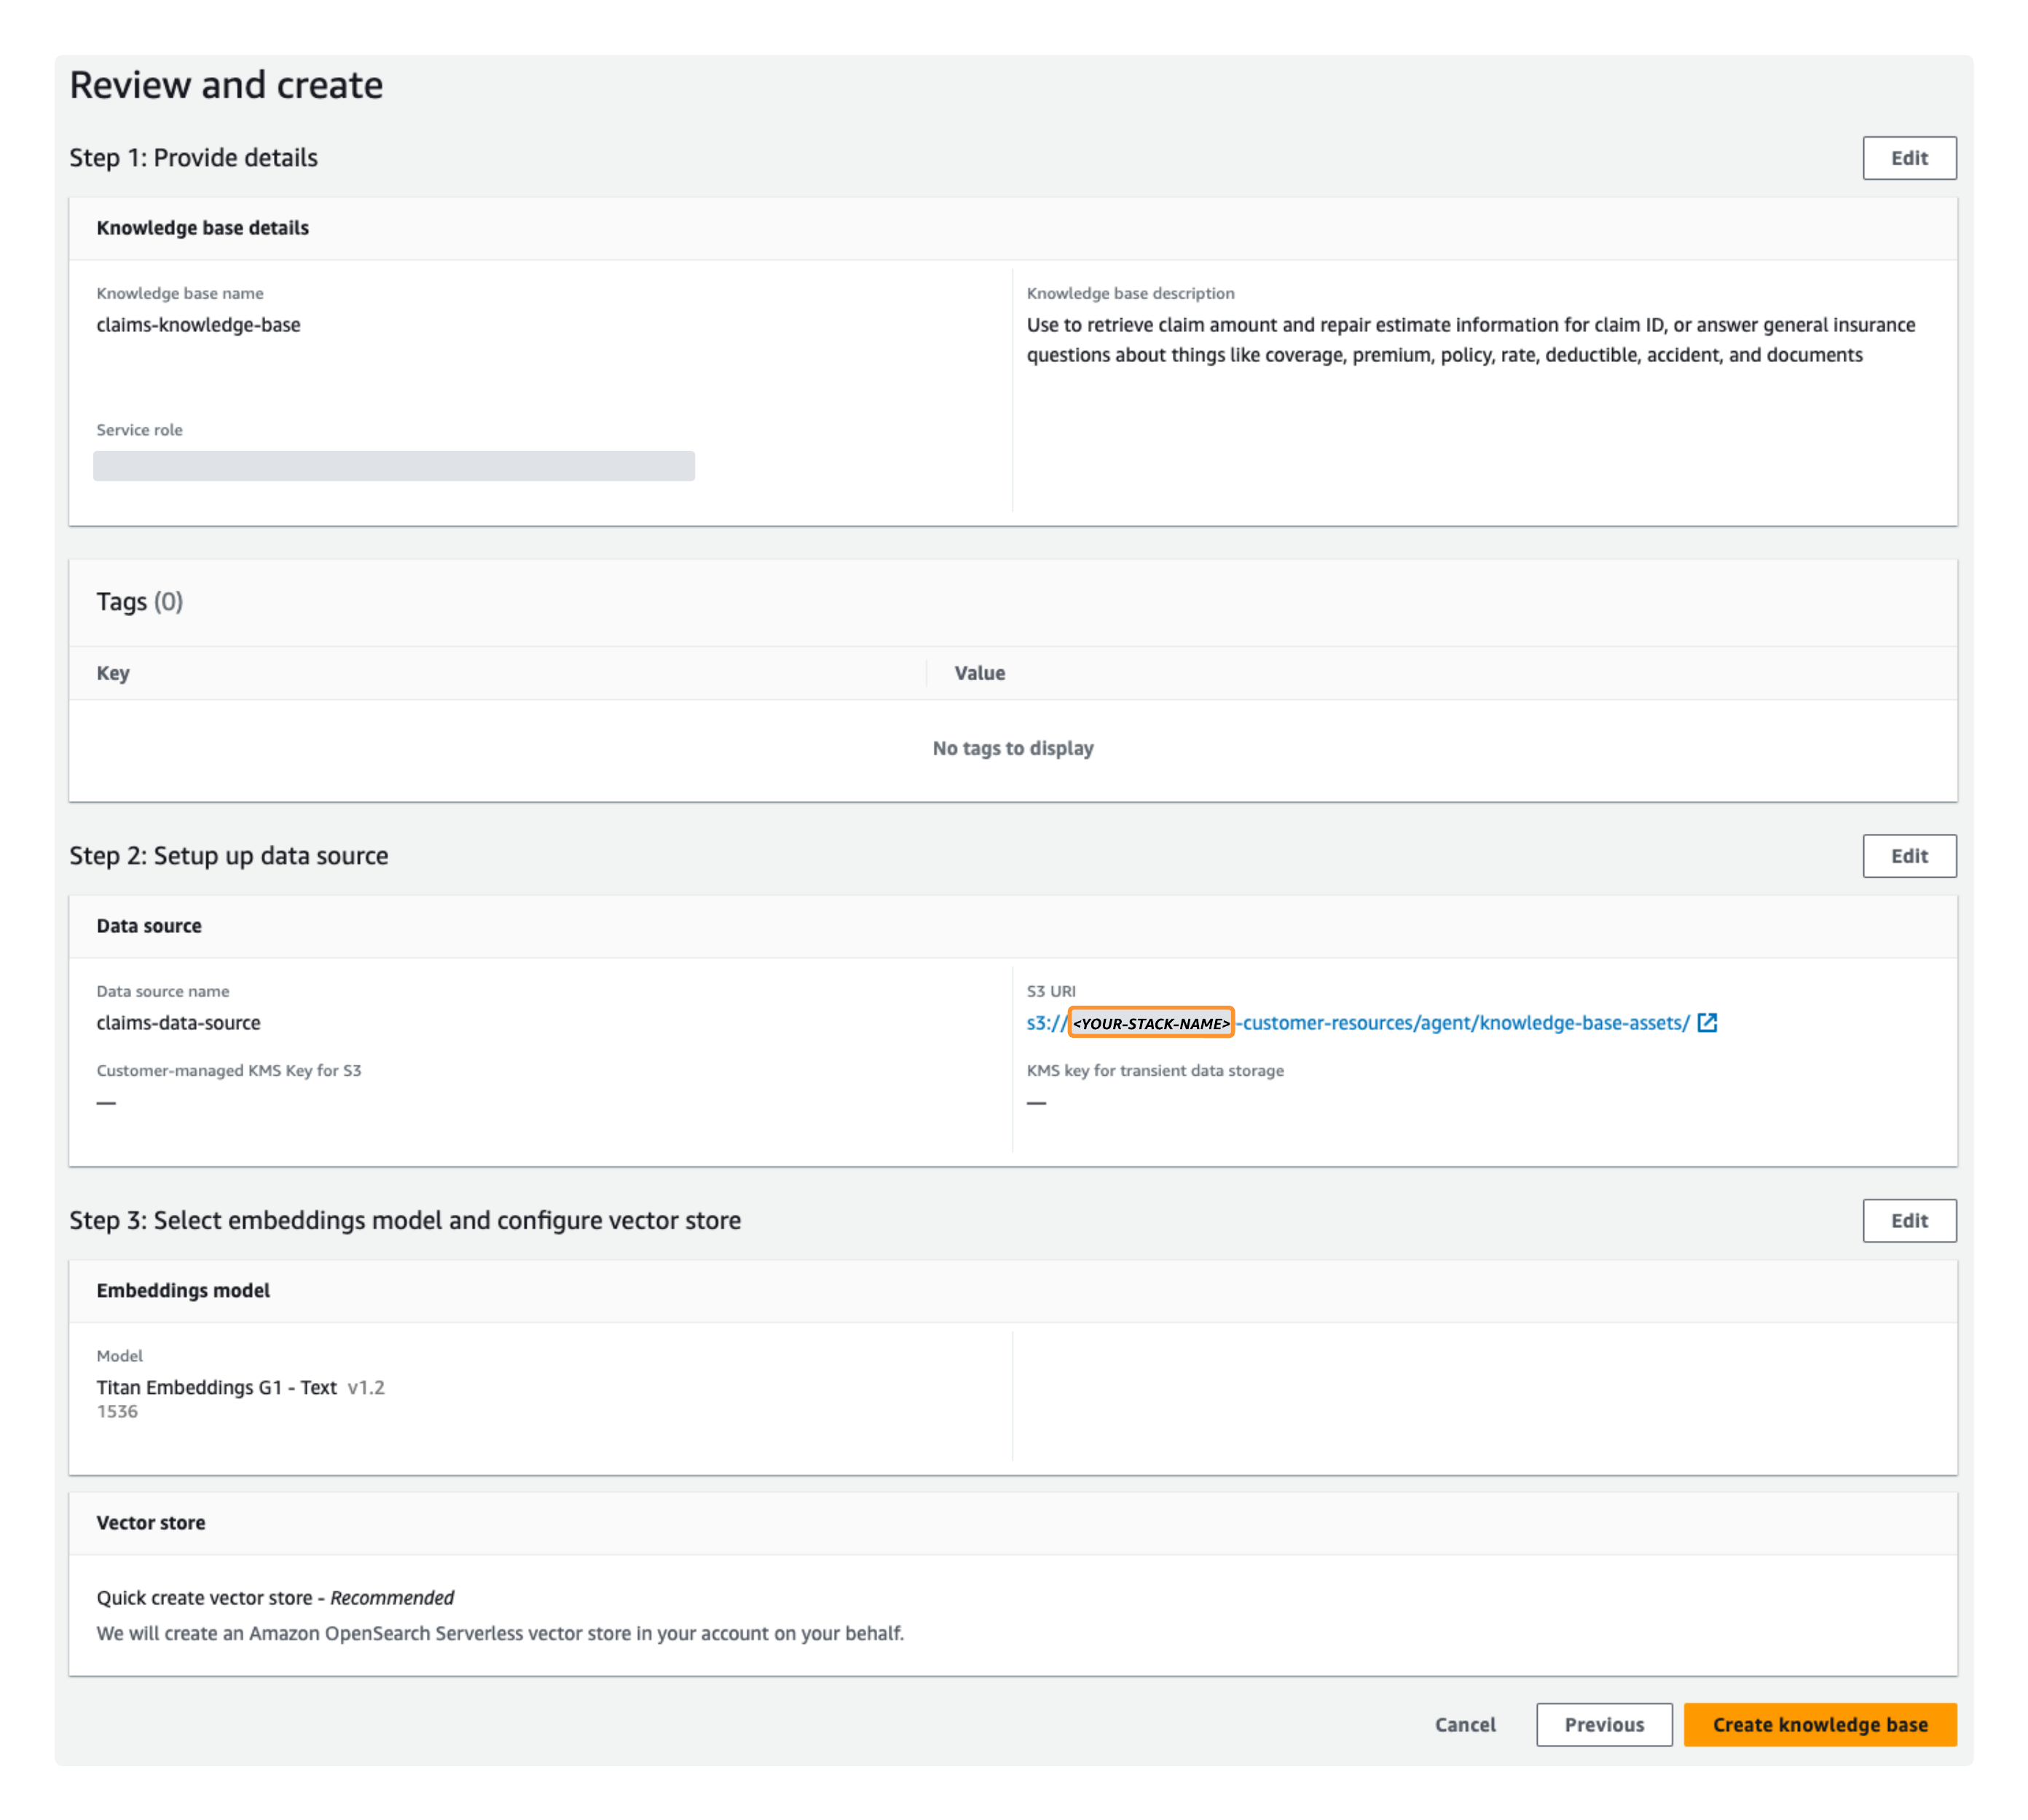 Review and create
Step 1: Provide details
Edit
Knowledge base details
Knowledge base name
claims-knowledge-base
Knowledge base description
Use to retrieve claim amount and repair estimate information for claim ID, or answer general insurance
questions about things like coverage, premium, policy, rate, deductible, accident, and documents
Service role
Tags (0)
Key
Value
No tags to display
Step 2: Setup up data source
Edit
Data source
Data source name
claims-data-source
S3 URI
s3://<YOUR-STACK-NAME>-customer-resources/agent/knowledge-base-assets/
Customer-managed KMS Key for S3
—
KMS key for transient data storage
—
Step 3: Select embeddings model and configure vector store
Edit
Embeddings model
Model
Titan Embeddings G1 - Text v1.2
1536
Vector store
Quick create vector store - Recommended
We will create an Amazon OpenSearch Serverless vector store in your account on your behalf.
Cancel
Previous
Create knowledge base